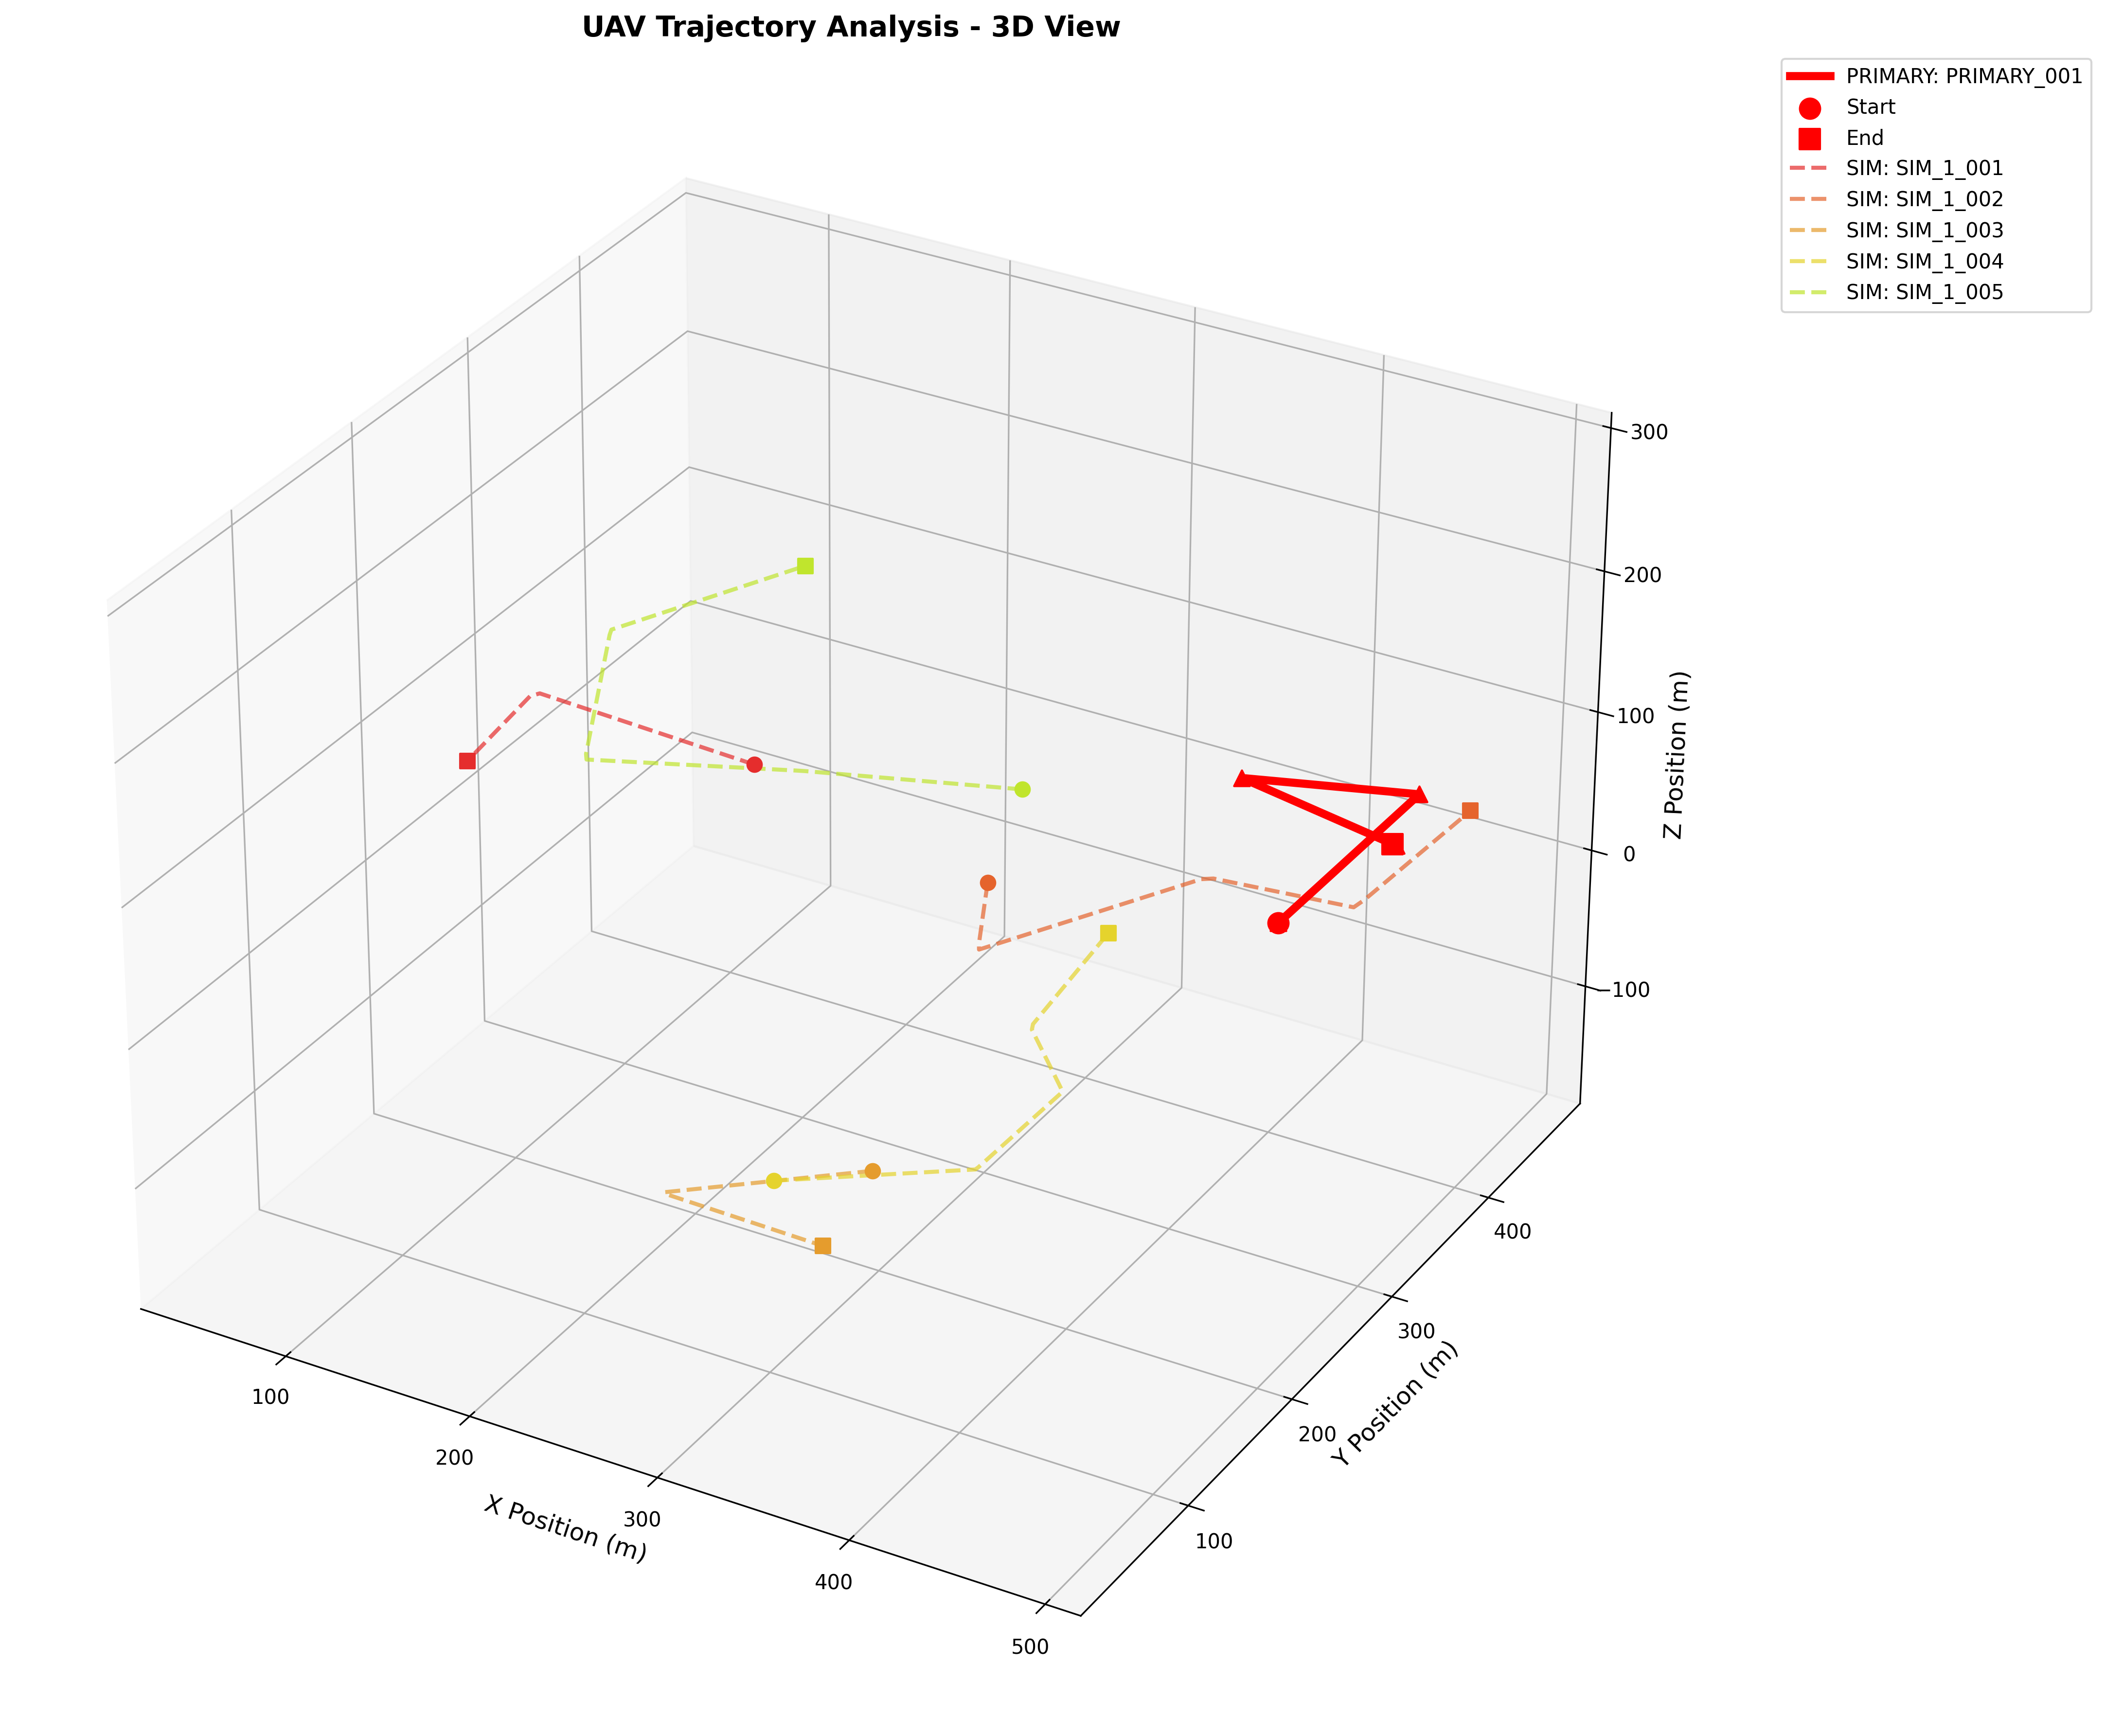 UAV Trajectory Analysis - 3D View
PRIMARY: PRIMARY_001
Start
End
SIM: SIM_1_001
SIM: SIM_1_002
SIM: SIM_1_003
SIM: SIM_1_004
SIM: SIM_1_005
300
200
100
0
−100
Z Position (m)
400
300
200
100
Y Position (m)
100
200
300
400
500
X Position (m)